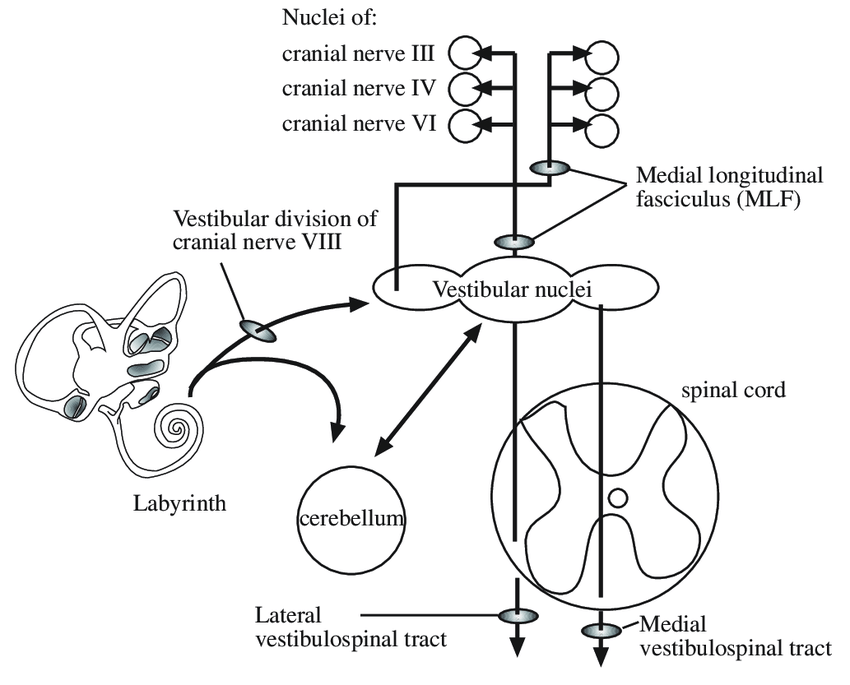 Nuclei of:
cranial nerve III
cranial nerve IV
cranial nerve VI
Medial longitudinal
fasciculus (MLF)
Vestibular division of
cranial nerve VIII
Vestibular nuclei
spinal cord
Labyrinth
cerebellum
Lateral
vestibulospinal tract
Medial
vestibulospinal tract